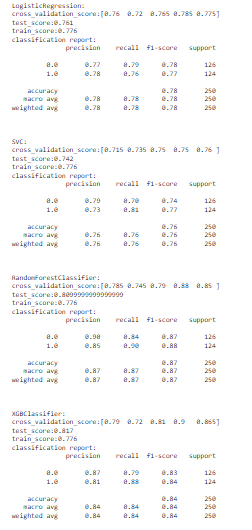 LogisticRegression:
cross_validation_score:[0.76 0.72 0.765 0.785 0.775]
test_score:0.761
train_score:0.776
classification report:
precision recall f1-score support
0.0 0.77 0.79 0.78 126
1.0 0.78 0.76 0.77 124
accuracy 0.78 250
macro avg 0.78 0.78 0.78 250
weighted avg 0.78 0.78 0.78 250
SVC:
cross_validation_score:[0.715 0.735 0.75 0.75 0.76 ]
test_score:0.742
train_score:0.776
classification report:
precision recall f1-score support
0.0 0.79 0.70 0.74 126
1.0 0.73 0.81 0.77 124
accuracy 0.76 250
macro avg 0.76 0.76 0.76 250
weighted avg 0.76 0.76 0.76 250
RandomForestClassifier:
cross_validation_score:[0.785 0.745 0.79 0.88 0.85 ]
test_score:0.8099999999999999
train_score:0.776
classification report:
precision recall f1-score support
0.0 0.90 0.84 0.87 126
1.0 0.85 0.90 0.88 124
accuracy 0.87 250
macro avg 0.87 0.87 0.87 250
weighted avg 0.87 0.87 0.87 250
XGBClassifier:
cross_validation_score:[0.79 0.72 0.81 0.9 0.865]
test_score:0.817
train_score:0.776
classification report:
precision recall f1-score support
0.0 0.87 0.79 0.83 126
1.0 0.81 0.88 0.84 124
accuracy 0.84 250
macro avg 0.84 0.84 0.84 250
weighted avg 0.84 0.84 0.84 250